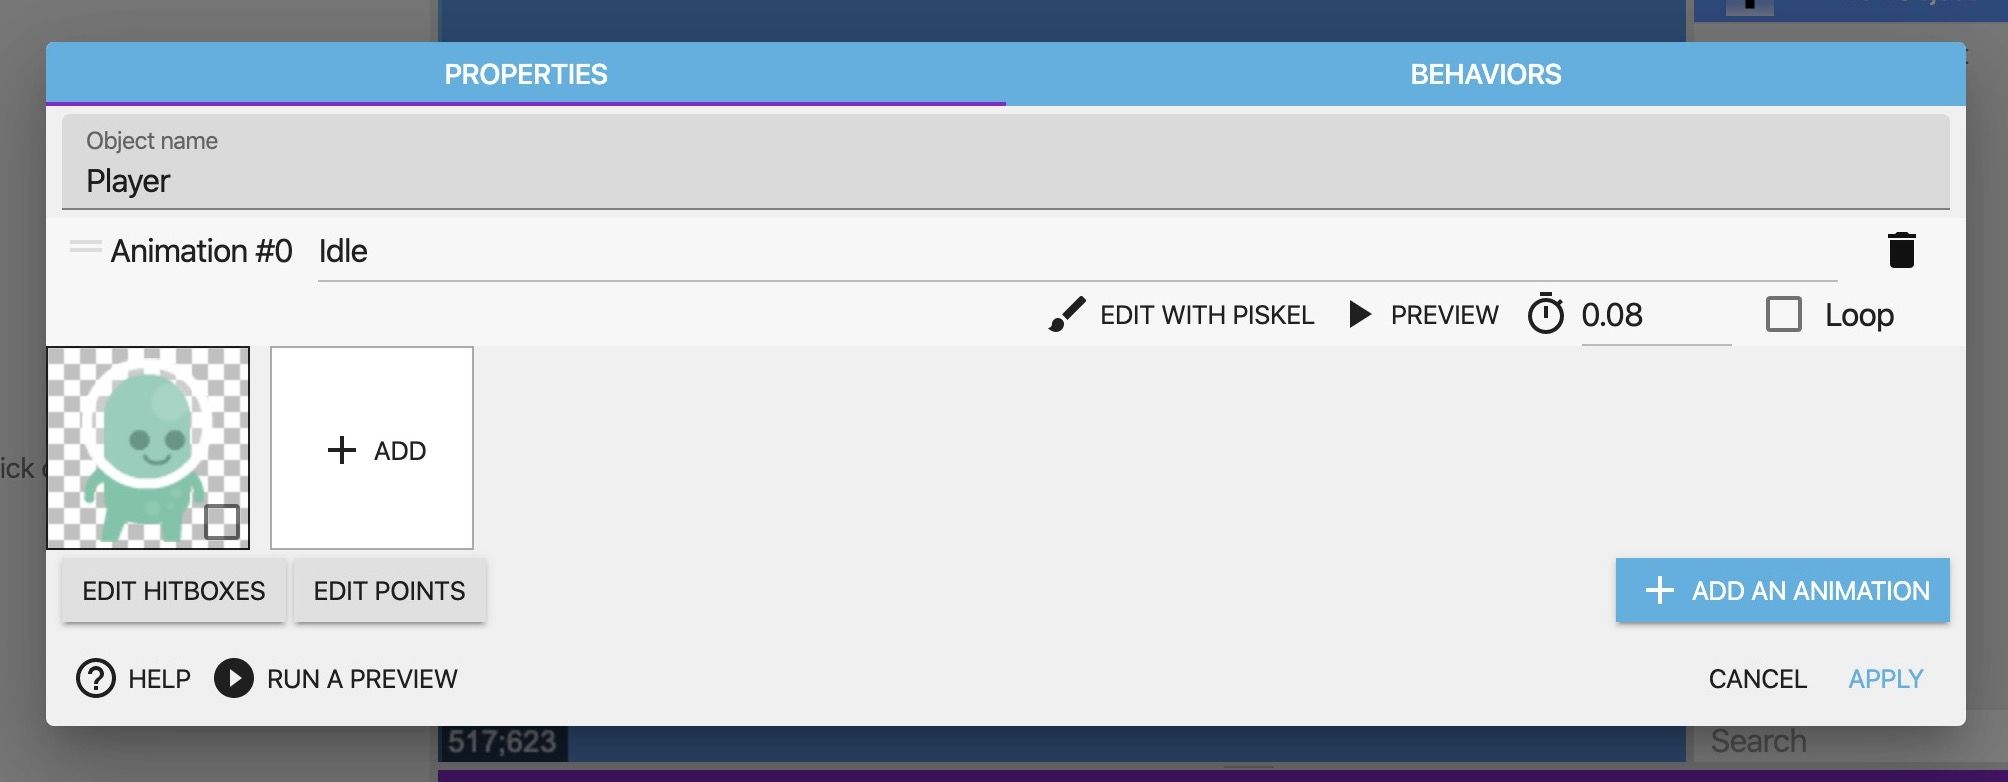 PROPERTIES BEHAVIORS
Object name
Player
Animation #0 Idle
EDIT WITH PISKEL PREVIEW 0.08 Loop
ADD
EDIT HITBOXES EDIT POINTS ADD AN ANIMATION
HELP RUN A PREVIEW CANCEL APPLY
517;623 Search